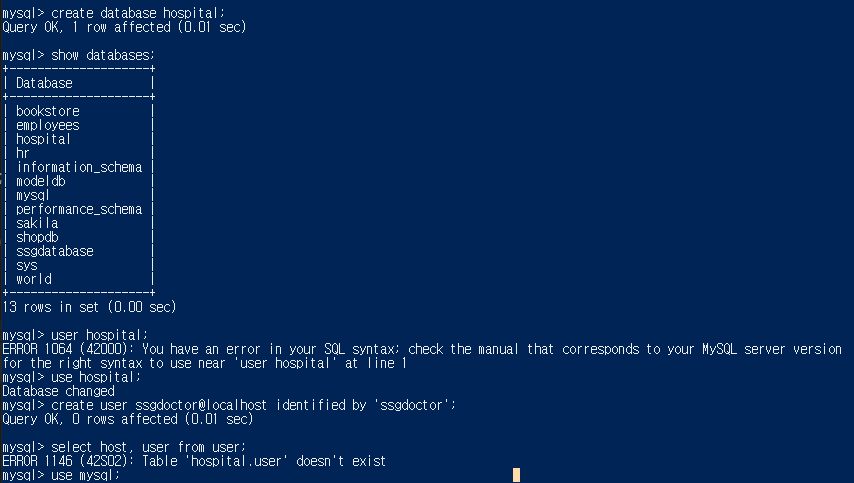 mysql> create database hospital;
Query OK, 1 row affected (0.01 sec)
mysql> show databases;
+--------------------+
| Database           |
+--------------------+
| bookstore          |
| employees          |
| hospital           |
| hr                 |
| information_schema |
| modeldb            |
| mysql              |
| performance_schema |
| sakila             |
| shopdb             |
| ssgdatabase        |
| sys                |
| world              |
+--------------------+
13 rows in set (0.00 sec)
mysql> user hospital;
ERROR 1064 (42000): You have an error in your SQL syntax; check the manual that corresponds to your MySQL server version
for the right syntax to use near 'user hospital' at line 1
mysql> use hospital;
Database changed
mysql> create user ssgdoctor@localhost identified by 'ssgdoctor';
Query OK, 0 rows affected (0.01 sec)
mysql> select host, user from user;
ERROR 1146 (42S02): Table 'hospital.user' doesn't exist
mysql> use mysql;